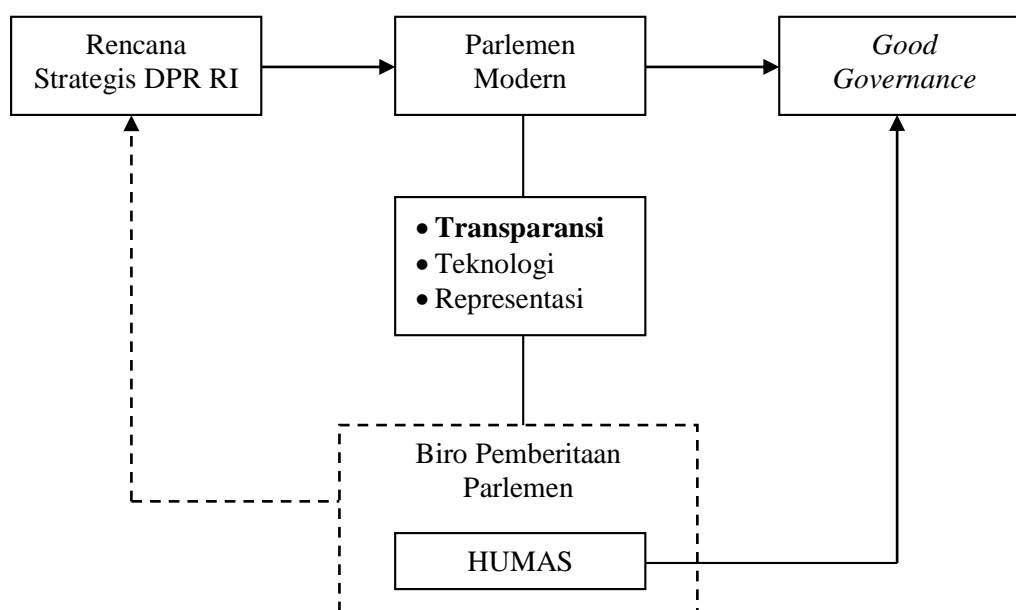 Rencana
Strategis DPR RI
Parlemen
Modern
Good
Governance
• Transparansi
• Teknologi
• Representasi
Biro Pemberitaan
Parlemen
HUMAS